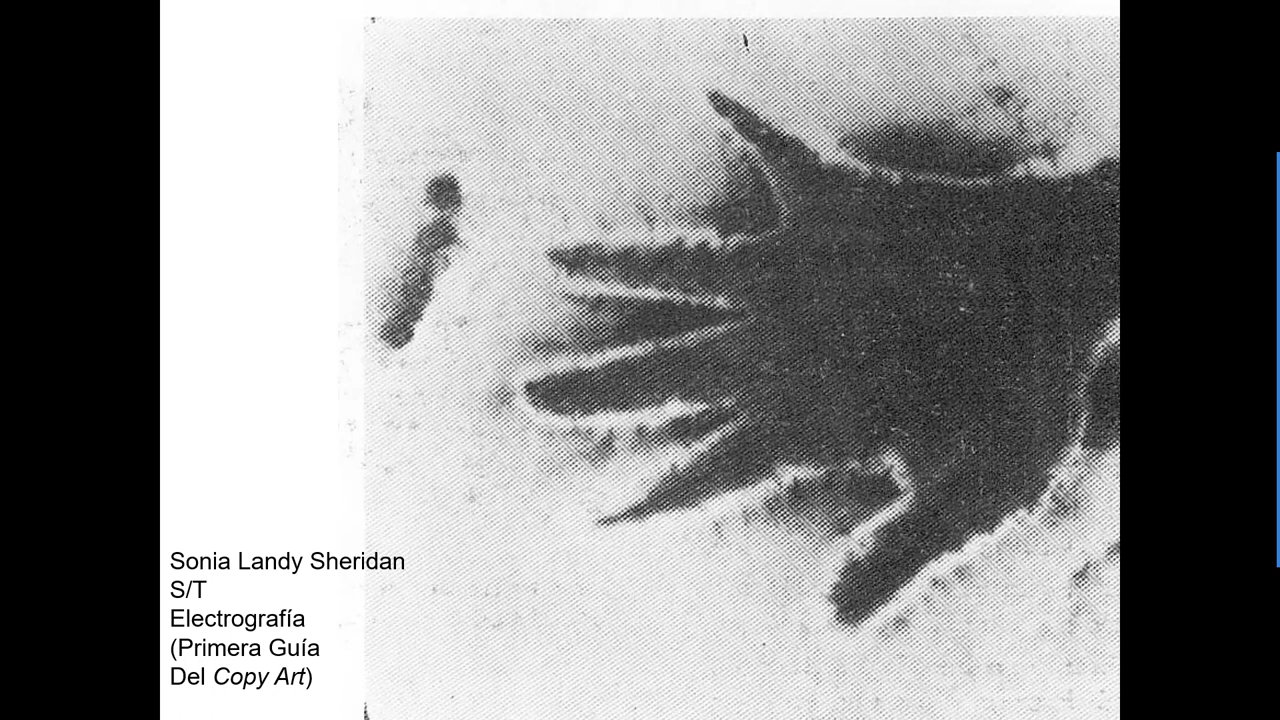 Sonia Landy Sheridan
S/T
Electrografía
(Primera Guía
Del Copy Art)